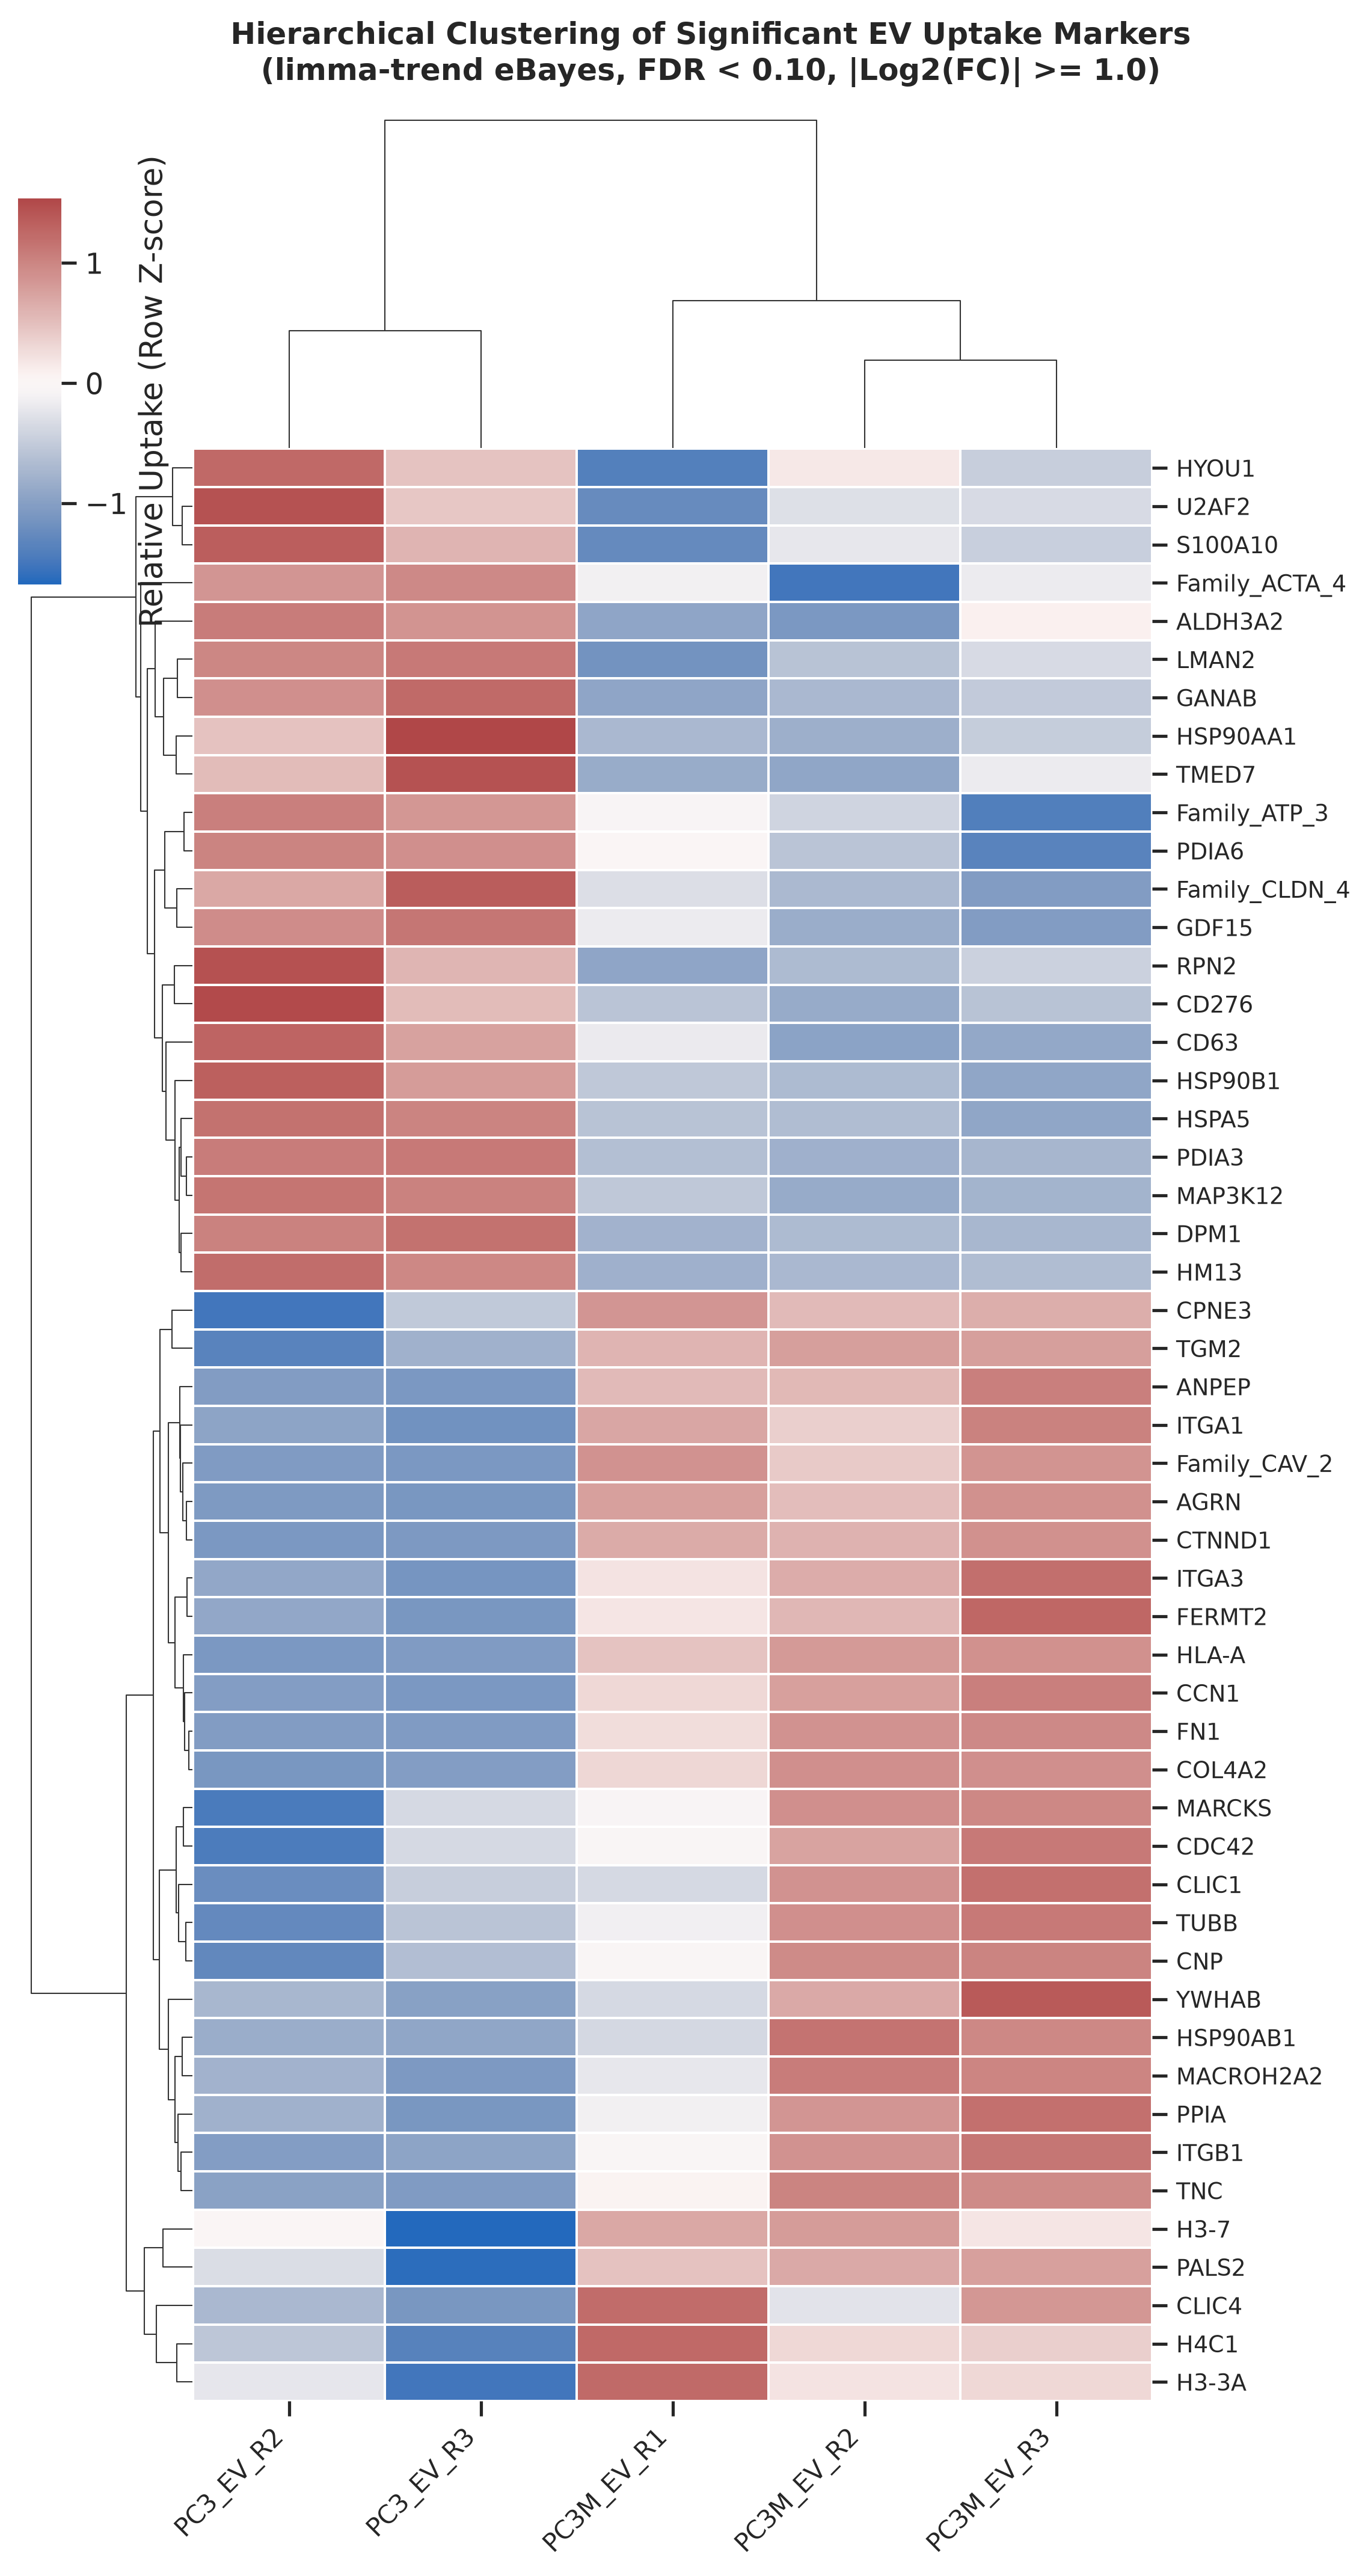 Hierarchical Clustering of Significant EV Uptake Markers
(limma-trend eBayes, FDR < 0.10, |Log2(FC)| >= 1.0)
Relative Uptake (Row Z-score)
1
0
−1
HYOU1
U2AF2
S100A10
Family_ACTA_4
ALDH3A2
LMAN2
GANAB
HSP90AA1
TMED7
Family_ATP_3
PDIA6
Family_CLDN_4
GDF15
RPN2
CD276
CD63
HSP90B1
HSPA5
PDIA3
MAP3K12
DPM1
HM13
CPNE3
TGM2
ANPEP
ITGA1
Family_CAV_2
AGRN
CTNND1
ITGA3
FERMT2
HLA-A
CCN1
FN1
COL4A2
MARCKS
CDC42
CLIC1
TUBB
CNP
YWHAB
HSP90AB1
MACROH2A2
PPIA
ITGB1
TNC
H3-7
PALS2
CLIC4
H4C1
H3-3A
PC3_EV_R2
PC3_EV_R3
PC3M_EV_R1
PC3M_EV_R2
PC3M_EV_R3